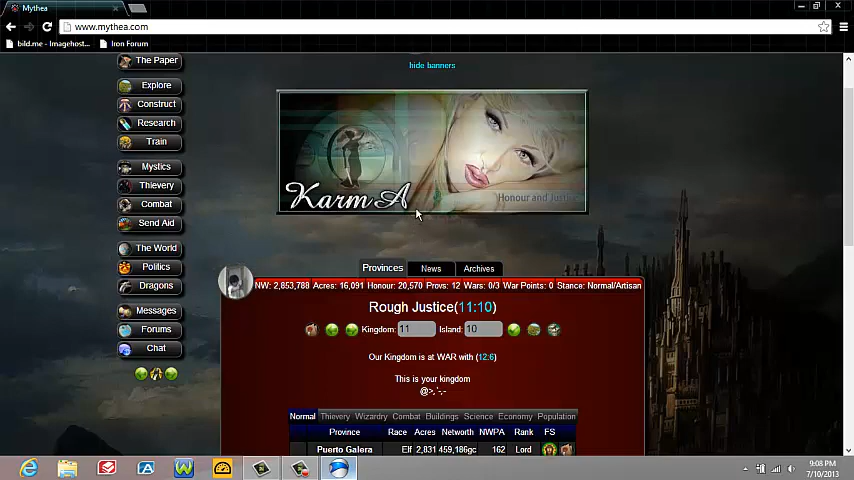 Mythea
www.mythea.com
bild.me - Imagehost...
Iron Forum
The Paper
Explore
Construct
Research
Train
Mystics
Thievery
Combat
Send Aid
The World
Politics
Dragons
Messages
Forums
Chat
hide banners
KarmA
Honour and Justice
Provinces News Archives
NW: 2,853,788 Acres: 16,091 Honour: 20,570 Provs: 12 Wars: 0/3 War Points: 0 Stance: Normal/Artisan
Rough Justice(11:10)
Kingdom: 11 Island: 10
Our Kingdom is at WAR with (12:6)
This is your kingdom
Normal Thievery Wizardry Combat Buildings Science Economy Population
Province Race Acres Networth NWPA Rank FS
Puerto Galera Elf 2,831 459,186gc 162 Lord
9:08 PM
7/10/2013